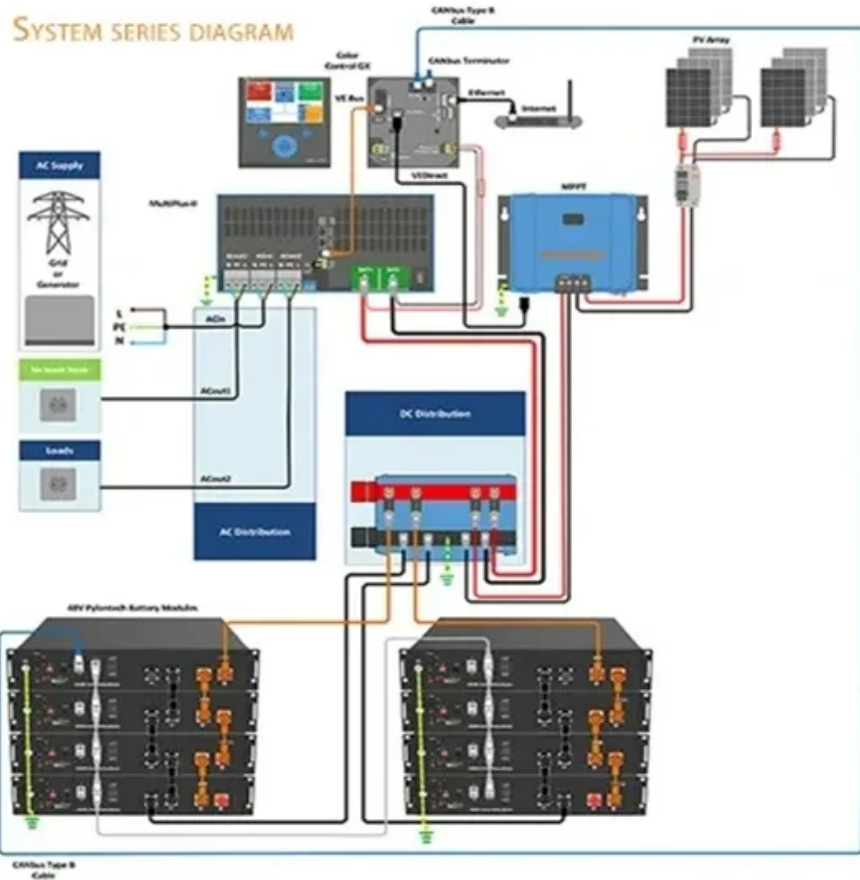 SYSTEM SERIES DIAGRAM
CANbus Type B
Cable
Color
Control GX
CANbus Terminator
PV Array
VE Bus
Ethernet
Internet
AC Supply
VEDirect
MPPT
MultiPlus-II
Grid
or
Generator
L
PE
N
ACin
ACout1
Loads
ACout2
DC Distribution
AC Distribution
48V Pylontech Battery Modules
CANbus Type B
Cable